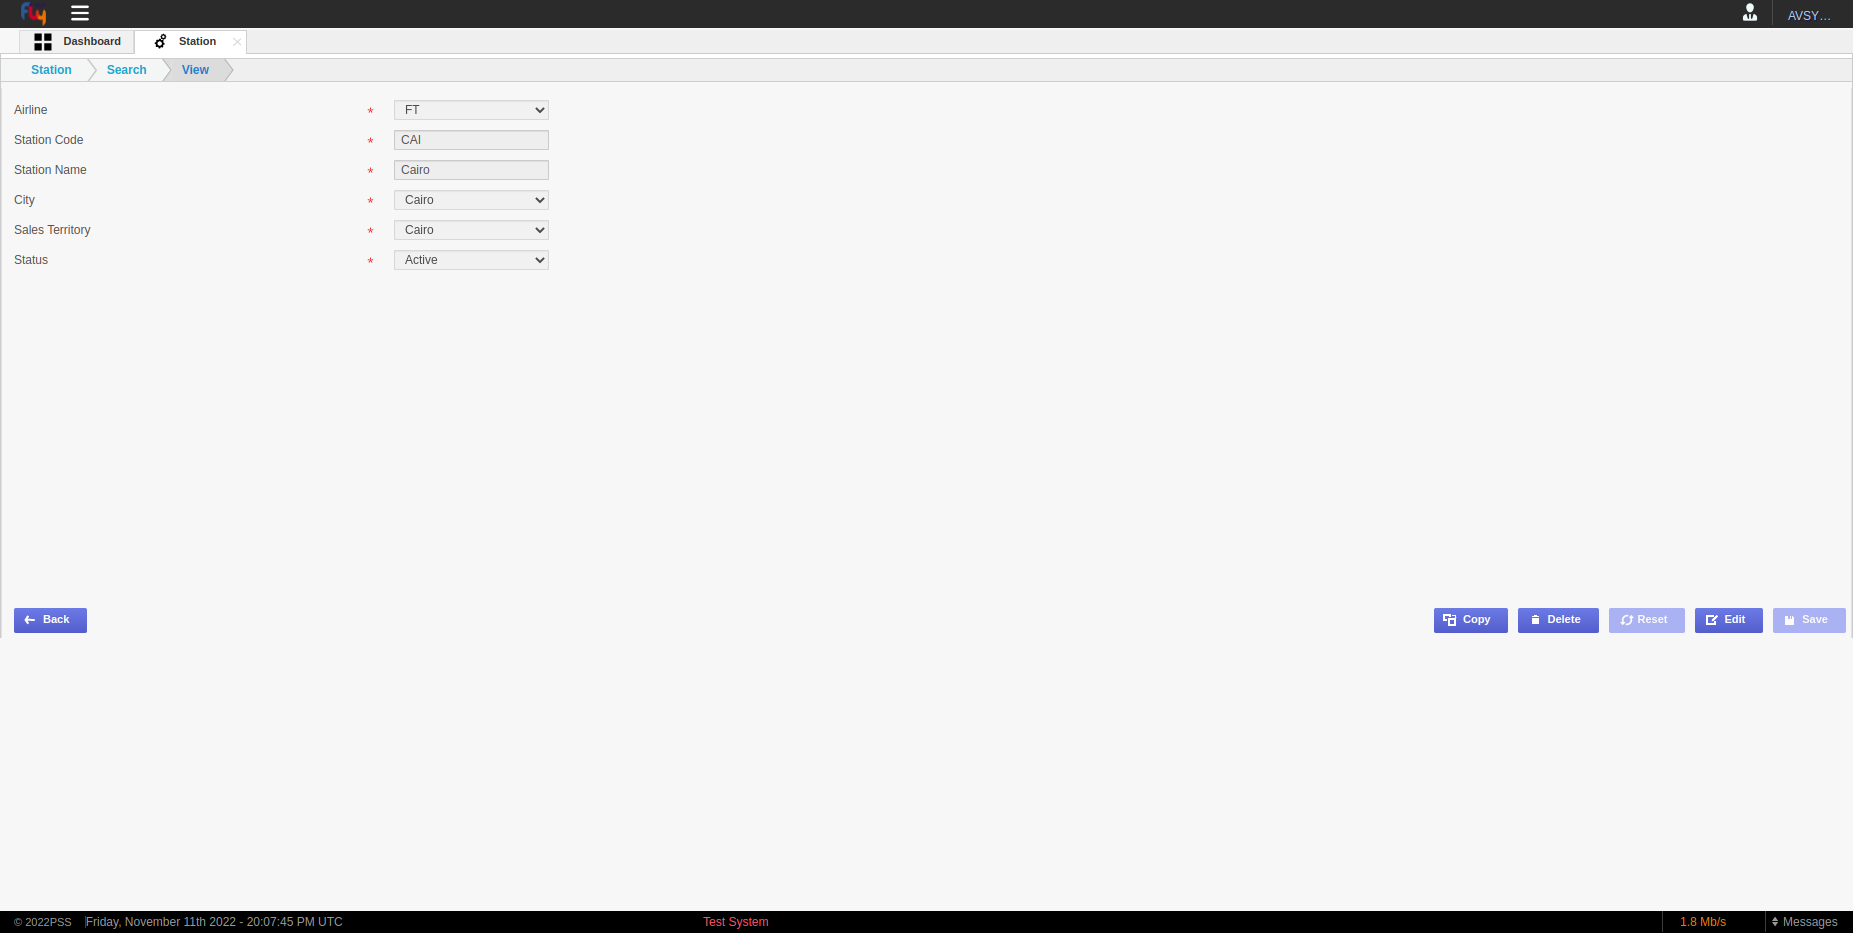 Fly
AVSY...
Dashboard
Station
Station
Search
View
Airline * FT
Station Code * CAI
Station Name * Cairo
City * Cairo
Sales Territory * Cairo
Status * Active
Back
Copy
Delete
Reset
Edit
Save
© 2022PSS
Friday, November 11th 2022 - 20:07:45 PM UTC
Test System
1.8 Mb/s
Messages